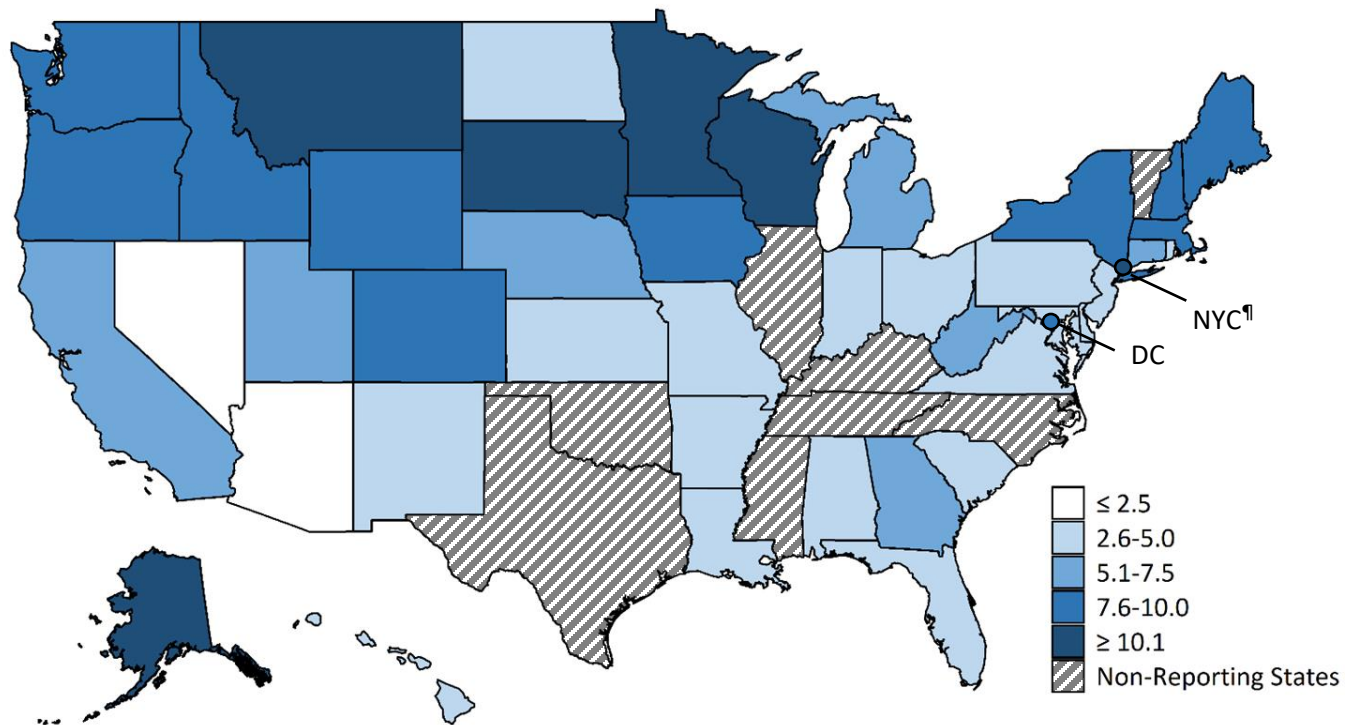 NYC¶
DC
≤ 2.5
2.6-5.0
5.1-7.5
7.6-10.0
≥ 10.1
Non-Reporting States